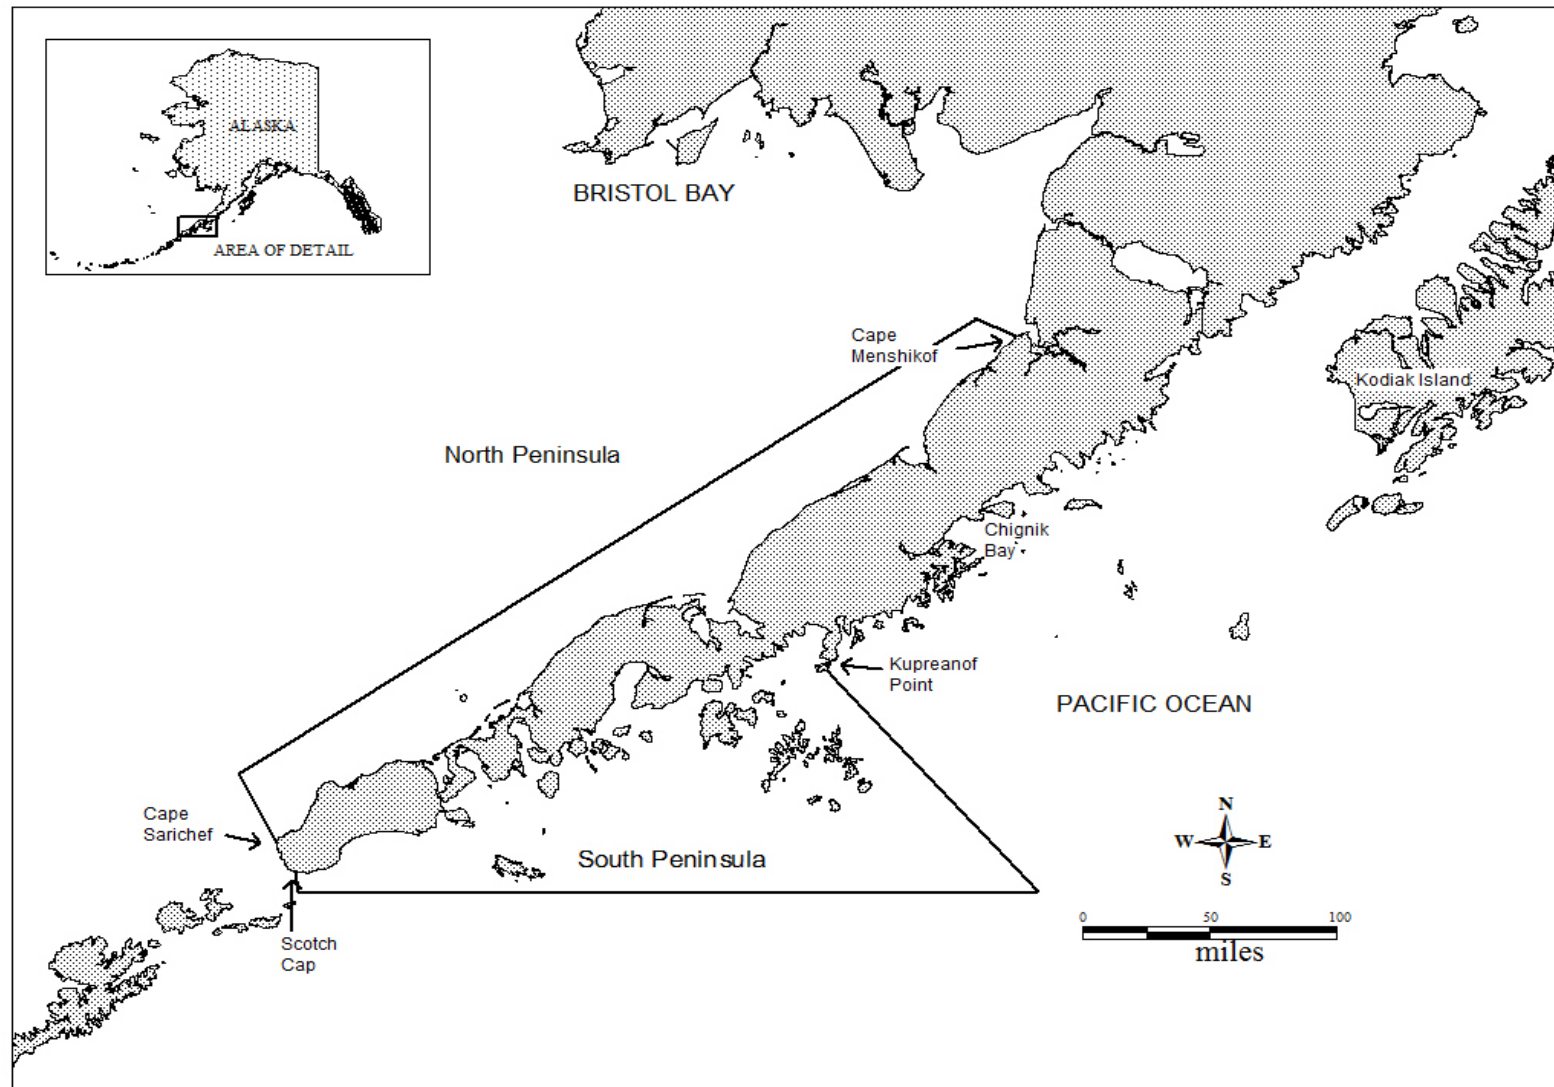 ALASKA
AREA OF DETAIL
BRISTOL BAY
Cape
Menshikof
Kodiak Island
North Peninsula
Chignik
Bay
Kupreanof
Point
PACIFIC OCEAN
Cape
Sarichef
South Peninsula
N
W E
S
Scotch
Cap
0 50 100
miles